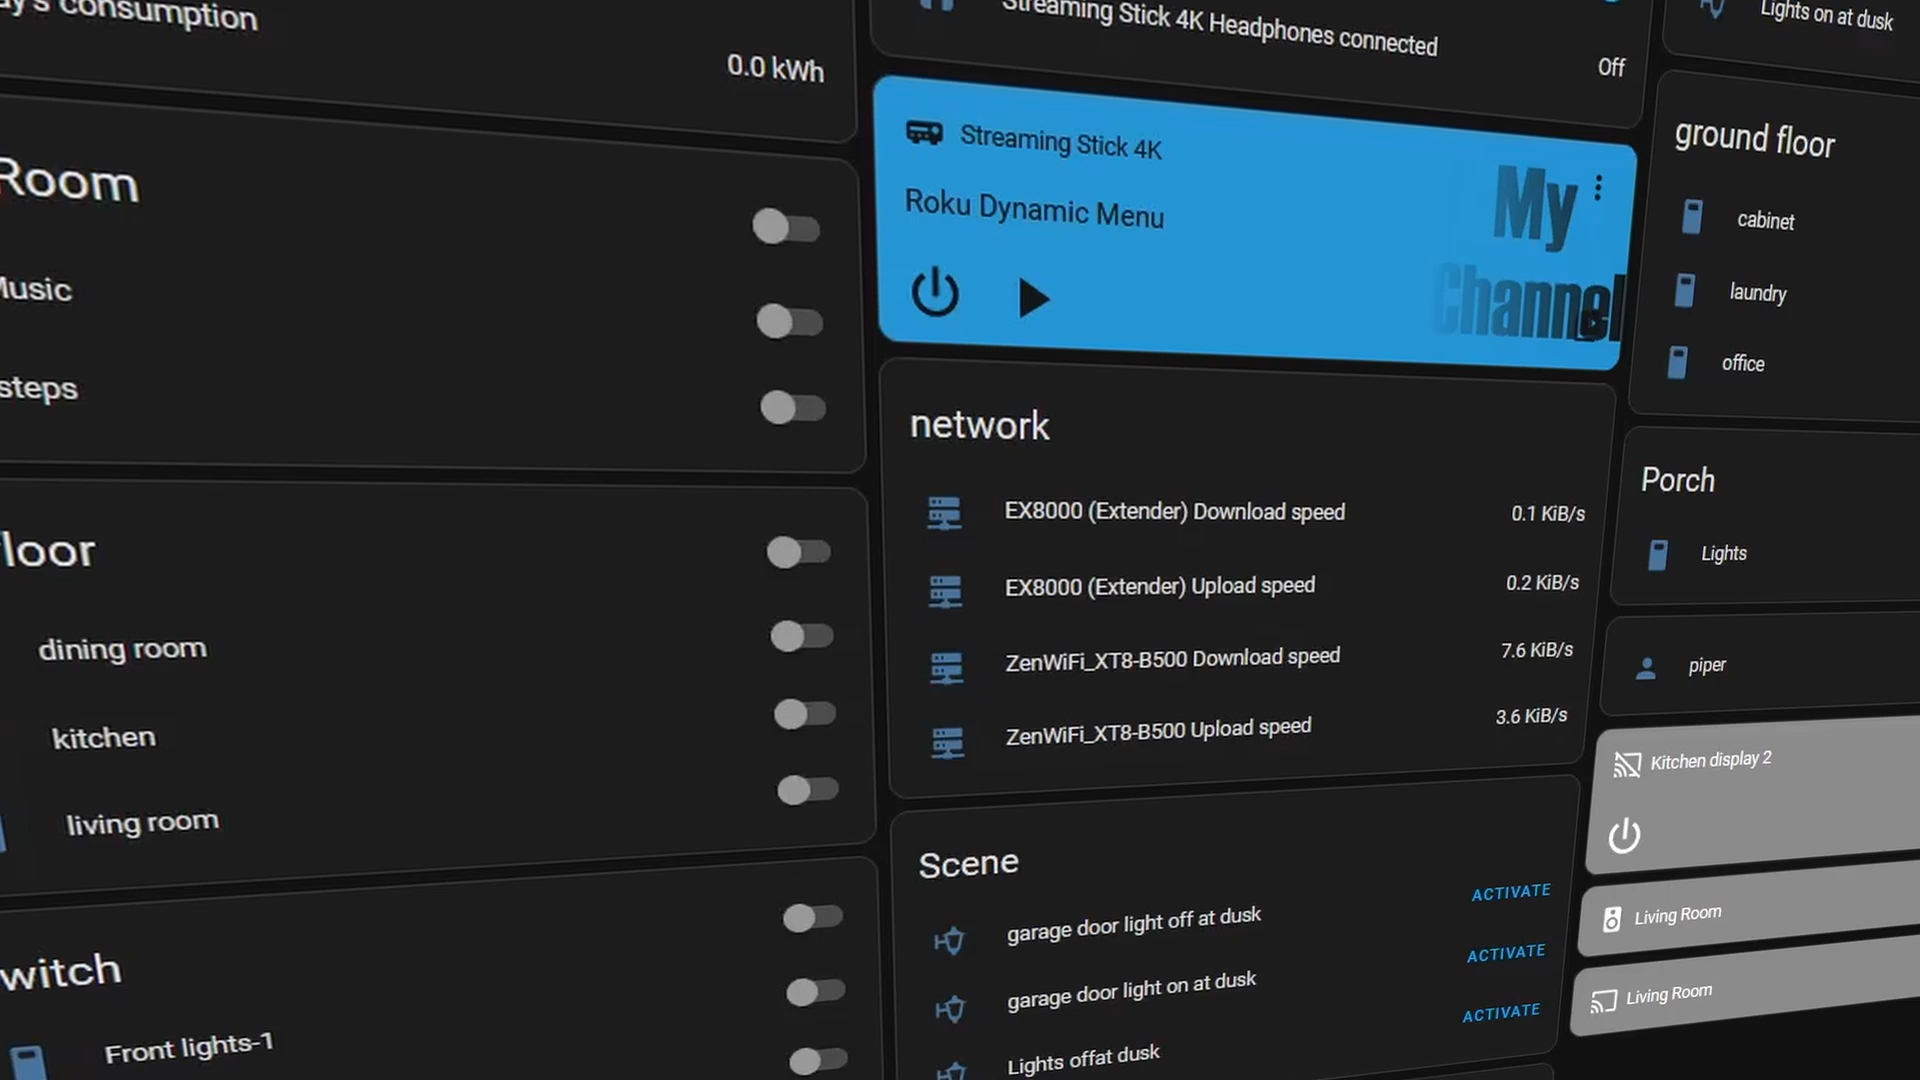 consumption
0.0 kWh
Room
Music
steps
floor
dining room
kitchen
living room
witch
Front lights-1
Streaming Stick 4K Headphones connected
Off
Streaming Stick 4K
Roku Dynamic Menu
My
Channel
network
EX8000 (Extender) Download speed
0.1 KiB/s
EX8000 (Extender) Upload speed
0.2 KiB/s
ZenWiFi_XT8-B500 Download speed
7.6 KiB/s
ZenWiFi_XT8-B500 Upload speed
3.6 KiB/s
Scene
garage door light off at dusk
ACTIVATE
garage door light on at dusk
ACTIVATE
Lights offat dusk
ACTIVATE
Lights on at dusk
ground floor
cabinet
laundry
office
Porch
Lights
piper
Kitchen display 2
Living Room
Living Room